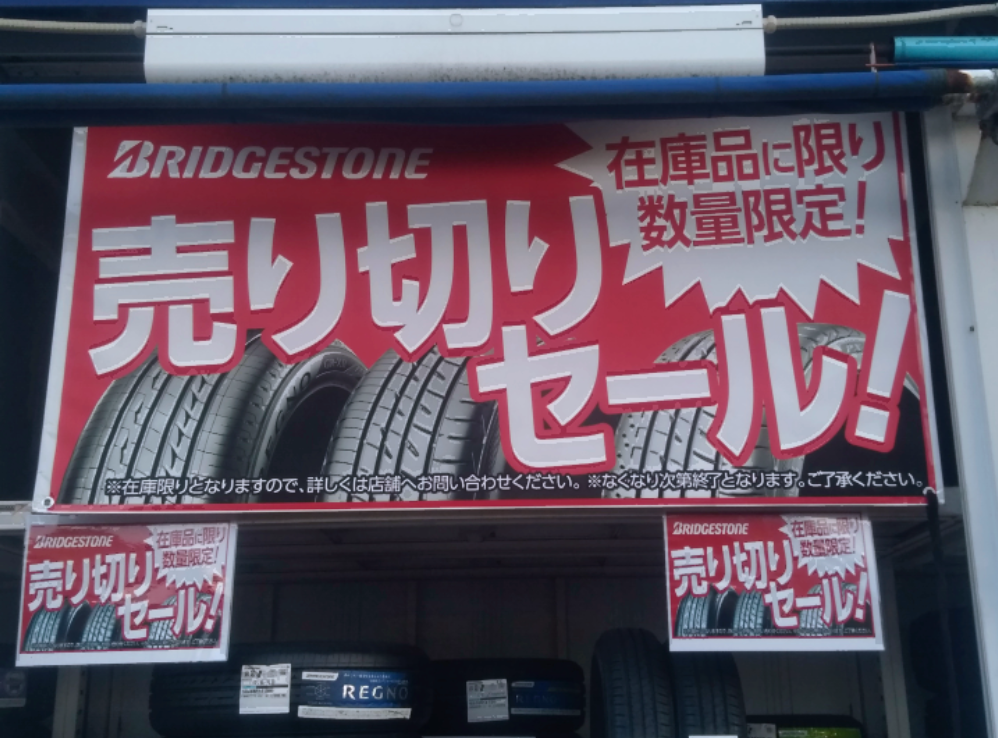 BRIDGESTONE
在庫品に限り
数量限定!
売り切り
セール!
※在庫限りとなりますので、詳しくは店舗へお問い合わせください。 ※なくなり次第終了となります。ご了承ください。
BRIDGESTONE
在庫品に限り
数量限定!
売り切り
セール!
BRIDGESTONE
在庫品に限り
数量限定!
売り切り
セール!
BRIDGESTONE
REGNO